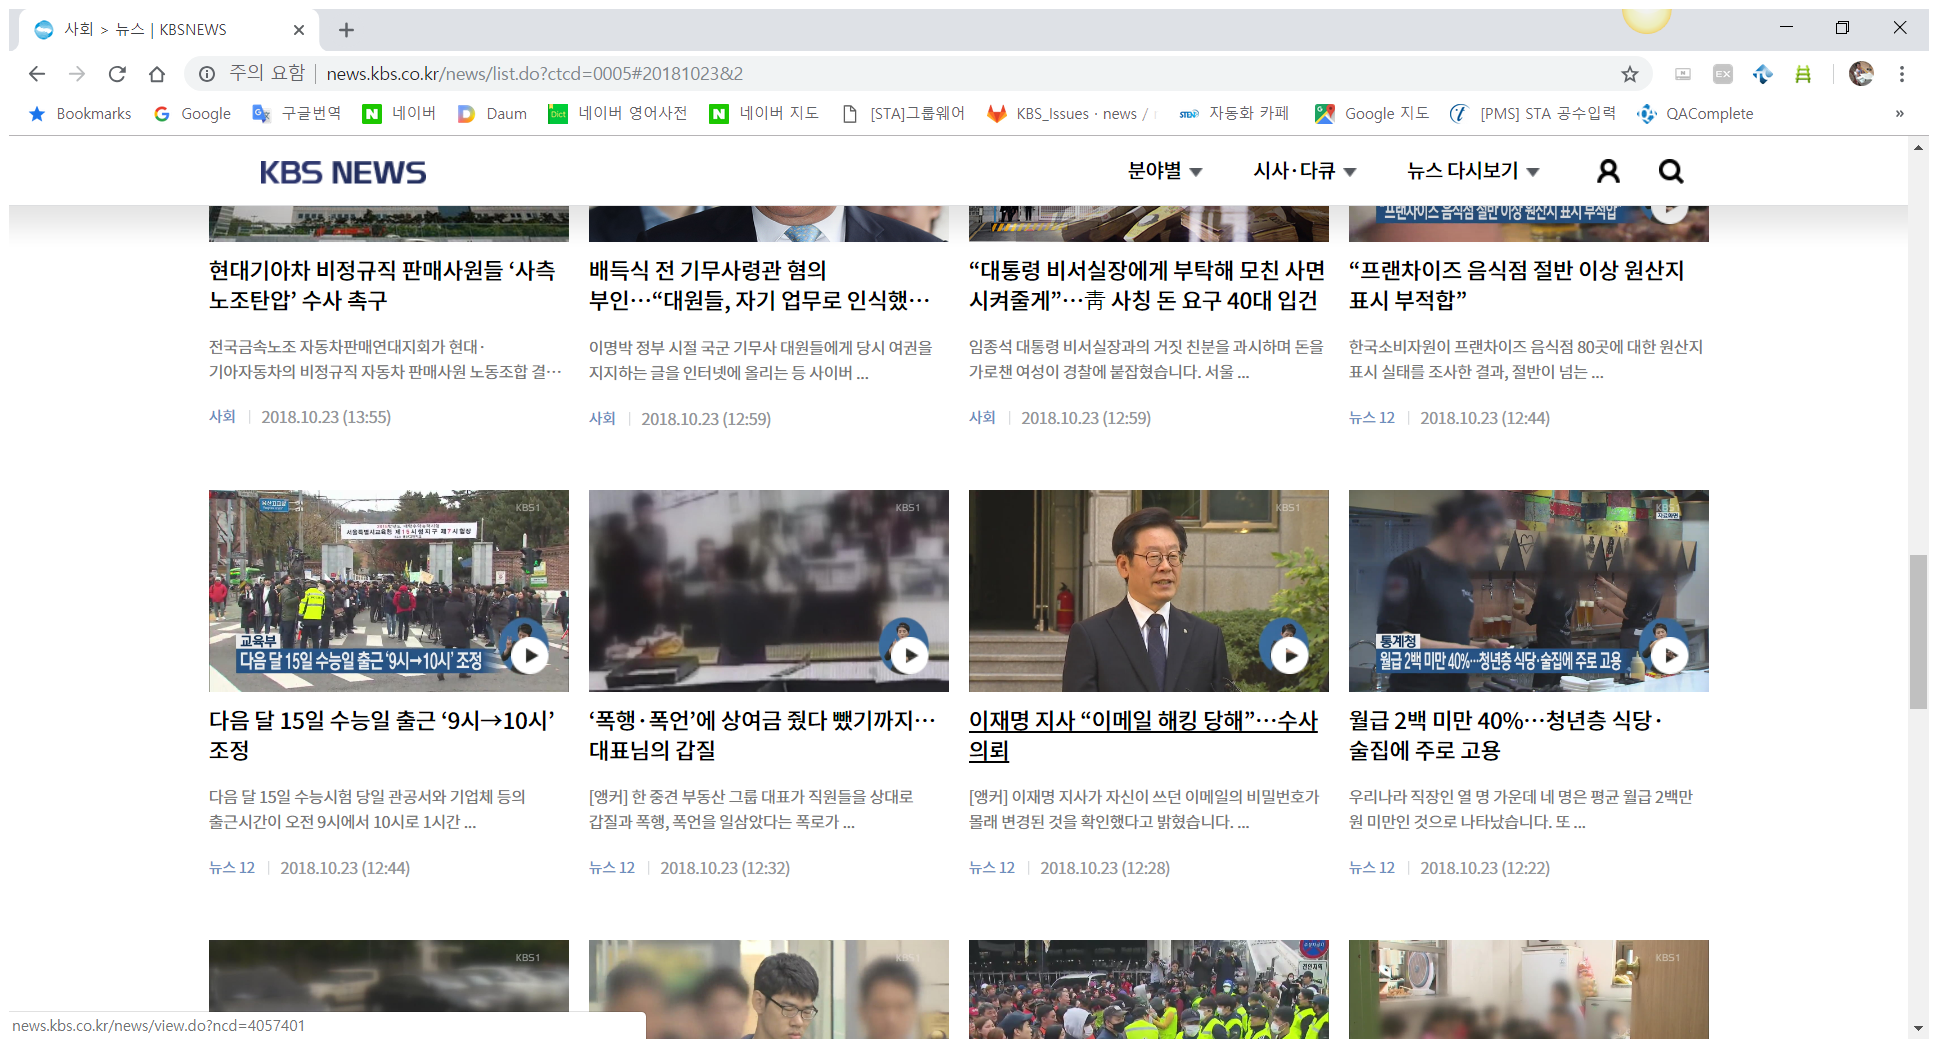 사회 > 뉴스 | KBSNEWS
주의 요함 | news.kbs.co.kr/news/list.do?ctcd=0005#20181023&2
EX
Bookmarks Google 구글번역 네이버 Daum 네이버 영어사전 네이버 지도 [STA]그룹웨어 KBS_Issues · news / 자동화 카페 Google 지도 [PMS] STA 공수입력 QAComplete »
KBS NEWS 분야별 시사·다큐 뉴스 다시보기
“프랜차이즈 음식점 절반 이상 원산지 표시 부적합”
현대기아차 비정규직 판매사원들 ‘사측
노조탄압’ 수사 촉구
전국금속노조 자동차판매연대지회가 현대·
기아자동차의 비정규직 자동차 판매사원 노동조합 결…
사회 | 2018.10.23 (13:55)
배득식 전 기무사령관 혐의
부인…“대원들, 자기 업무로 인식했…
이명박 정부 시절 국군 기무사 대원들에게 당시 여권을
지지하는 글을 인터넷에 올리는 등 사이버 ...
사회 | 2018.10.23 (12:59)
“대통령 비서실장에게 부탁해 모친 사면
시켜줄게”…靑 사칭 돈 요구 40대 입건
임종석 대통령 비서실장과의 거짓 친분을 과시하며 돈을
가로챈 여성이 경찰에 붙잡혔습니다. 서울 ...
사회 | 2018.10.23 (12:59)
“프랜차이즈 음식점 절반 이상 원산지
표시 부적합”
한국소비자원이 프랜차이즈 음식점 80곳에 대한 원산지
표시 실태를 조사한 결과, 절반이 넘는 ...
뉴스 12 | 2018.10.23 (12:44)
KBS1
교육부
다음 달 15일 수능일 출근 ‘9시→10시’ 조정
다음 달 15일 수능일 출근 ‘9시→10시’
조정
다음 달 15일 수능시험 당일 관공서와 기업체 등의
출근시간이 오전 9시에서 10시로 1시간 ...
뉴스 12 | 2018.10.23 (12:44)
KBS1
‘폭행·폭언’에 상여금 줬다 뺐기까지…
대표님의 갑질
[앵커] 한 중견 부동산 그룹 대표가 직원들을 상대로
갑질과 폭행, 폭언을 일삼았다는 폭로가 ...
뉴스 12 | 2018.10.23 (12:32)
KBS1
이재명 지사 “이메일 해킹 당해”…수사
의뢰
[앵커] 이재명 지사가 자신이 쓰던 이메일의 비밀번호가
몰래 변경된 것을 확인했다고 밝혔습니다. ...
뉴스 12 | 2018.10.23 (12:28)
KBS1
자료화면
통계청
월급 2백 미만 40%…청년층 식당·술집에 주로 고용
월급 2백 미만 40%…청년층 식당·
술집에 주로 고용
우리나라 직장인 열 명 가운데 네 명은 평균 월급 2백만
원 미만인 것으로 나타났습니다. 또 ...
뉴스 12 | 2018.10.23 (12:22)
KBS1
KBS1
KBS1
news.kbs.co.kr/news/view.do?ncd=4057401